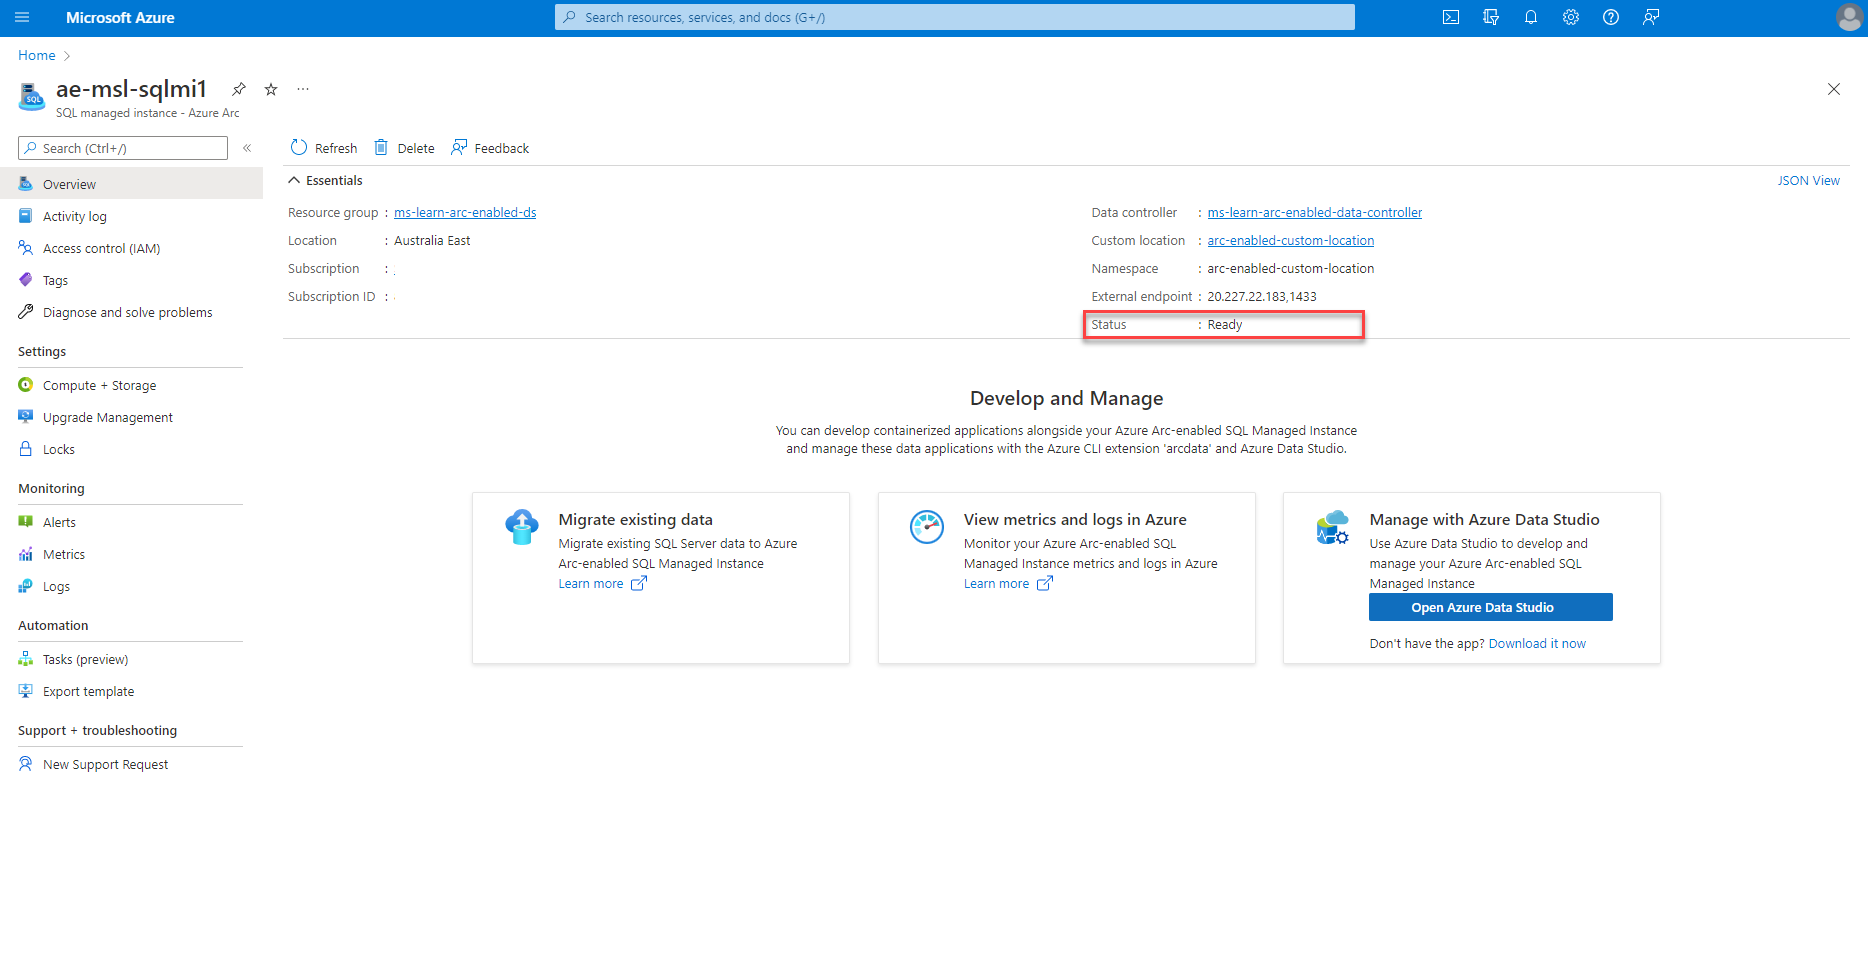 Microsoft Azure
Search resources, services, and docs (G+/)
Home
ae-msl-sqlmi1
SQL managed instance - Azure Arc
Search (Ctrl+/)
Overview
Activity log
Access control (IAM)
Tags
Diagnose and solve problems
Settings
Compute + Storage
Upgrade Management
Locks
Monitoring
Alerts
Metrics
Logs
Automation
Tasks (preview)
Export template
Support + troubleshooting
New Support Request
Refresh
Delete
Feedback
Essentials
JSON View
Resource group : ms-learn-arc-enabled-ds
Location : Australia East
Subscription :
Subscription ID :
Data controller : ms-learn-arc-enabled-data-controller
Custom location : arc-enabled-custom-location
Namespace : arc-enabled-custom-location
External endpoint : 20.227.22.183,1433
Status : Ready
Develop and Manage
You can develop containerized applications alongside your Azure Arc-enabled SQL Managed Instance
and manage these data applications with the Azure CLI extension 'arcdata' and Azure Data Studio.
Migrate existing data
Migrate existing SQL Server data to Azure
Arc-enabled SQL Managed Instance
Learn more
View metrics and logs in Azure
Monitor your Azure Arc-enabled SQL
Managed Instance metrics and logs in Azure
Learn more
Manage with Azure Data Studio
Use Azure Data Studio to develop and
manage your Azure Arc-enabled SQL
Managed Instance
Open Azure Data Studio
Don't have the app? Download it now